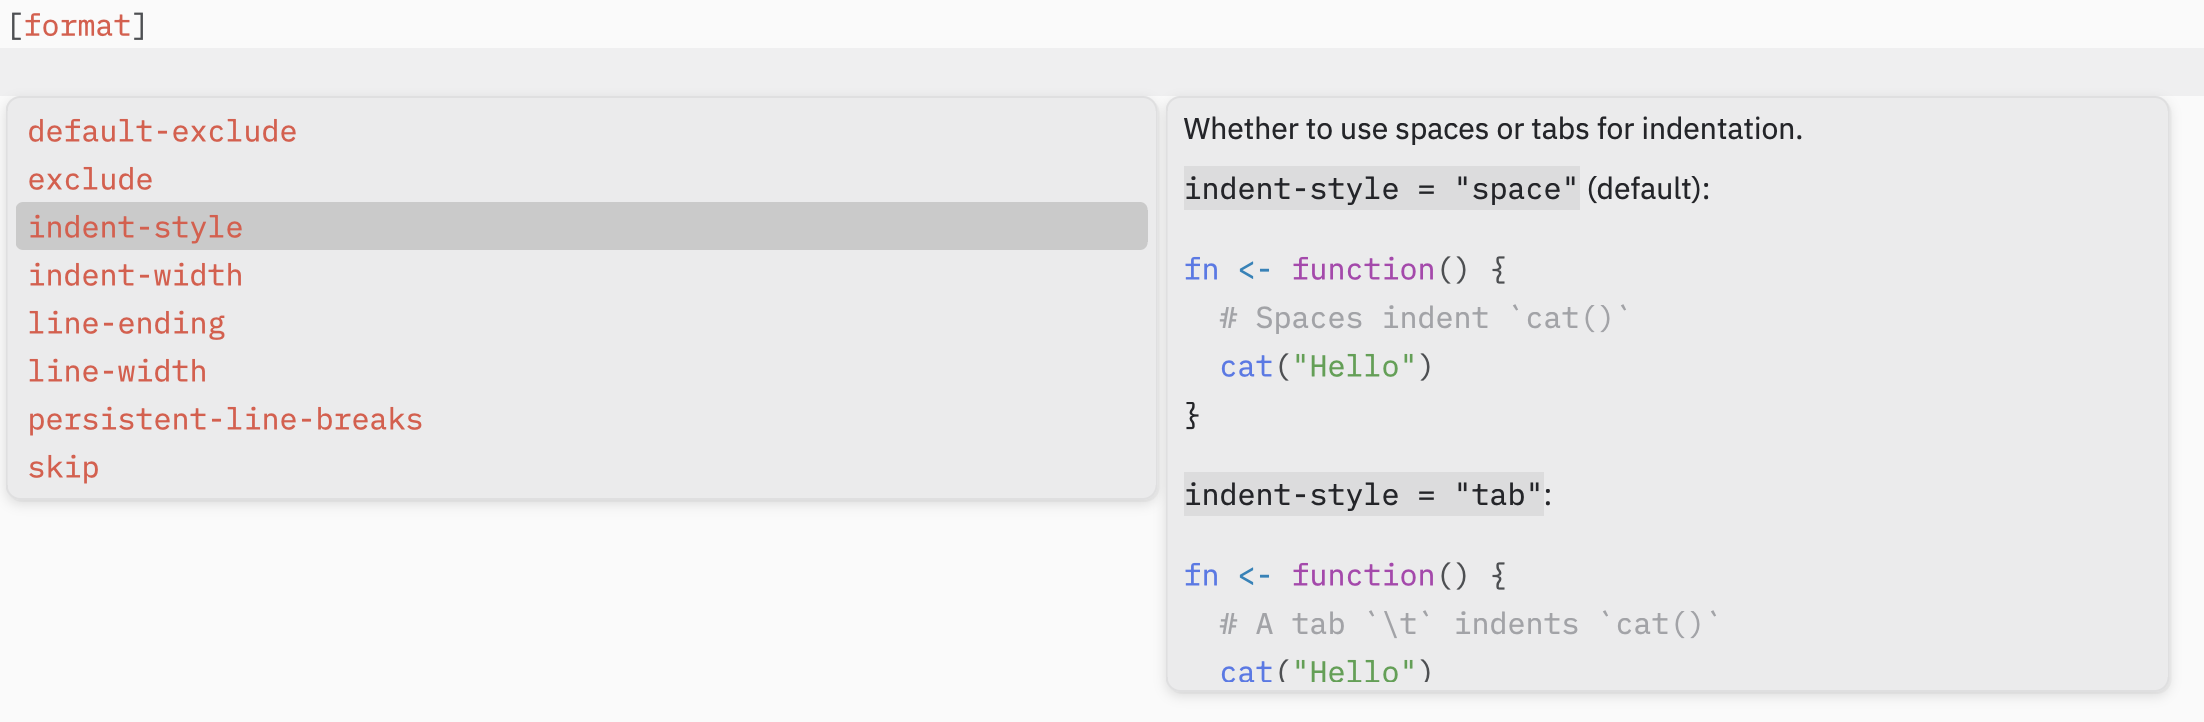 [format]
default-exclude
exclude
indent-style
indent-width
line-ending
line-width
persistent-line-breaks
skip
Whether to use spaces or tabs for indentation.
indent-style = "space" (default):
fn <- function() {
  # Spaces indent `cat()`
  cat("Hello")
}
indent-style = "tab":
fn <- function() {
  # A tab `\t` indents `cat()`
  cat("Hello")